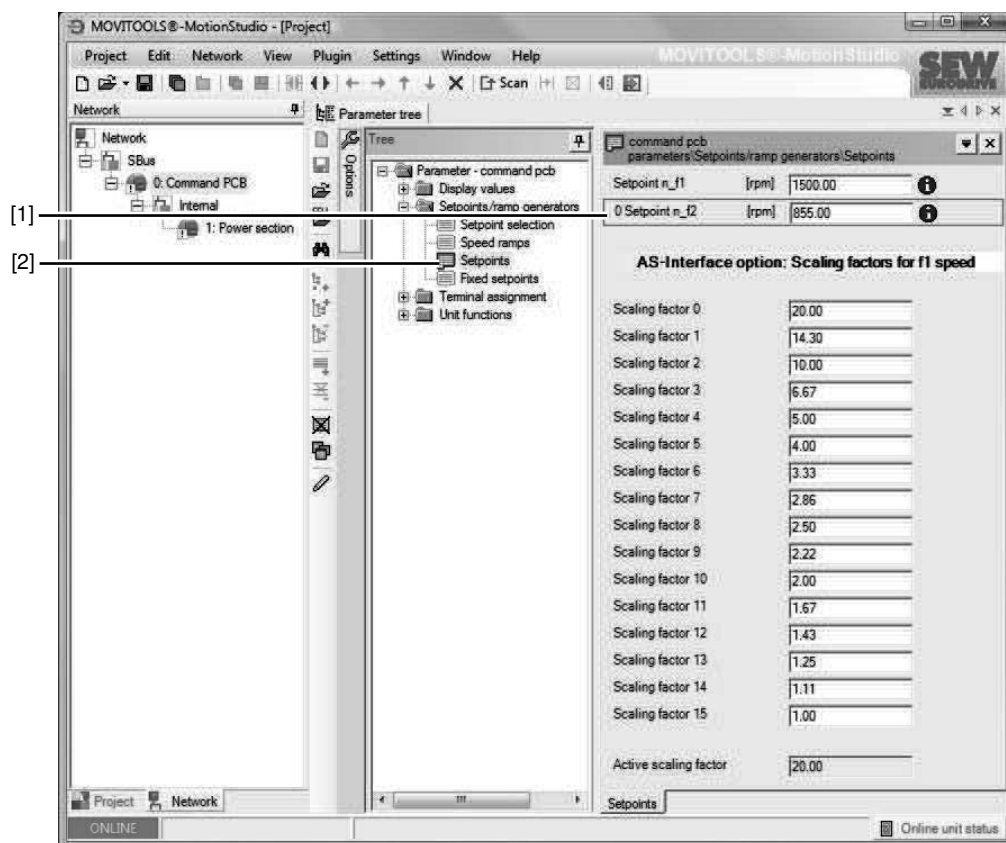 MOVITOOLS®-MotionStudio - [Project]
Project Edit Network View Plugin Settings Window Help
MOVITOOLS®-MotionStudio
SEW
EURODRIVE
Scan
Network
Parameter tree
Network
SBus
0: Command PCB
Internal
1: Power section
Options
Tree
Parameter - command pcb
Display values
Setpoints/ramp generators
Setpoint selection
Speed ramps
Setpoints
Fixed setpoints
Terminal assignment
Unit functions
[1]
[2]
command pcb
parameters\Setpoints/ramp generators\Setpoints
Setpoint n_f1 [rpm] 1500.00
0 Setpoint n_f2 [rpm] 855.00
AS-Interface option: Scaling factors for f1 speed
Scaling factor 0 20.00
Scaling factor 1 14.30
Scaling factor 2 10.00
Scaling factor 3 6.67
Scaling factor 4 5.00
Scaling factor 5 4.00
Scaling factor 6 3.33
Scaling factor 7 2.86
Scaling factor 8 2.50
Scaling factor 9 2.22
Scaling factor 10 2.00
Scaling factor 11 1.67
Scaling factor 12 1.43
Scaling factor 13 1.25
Scaling factor 14 1.11
Scaling factor 15 1.00
Active scaling factor 20.00
Project Network
Setpoints
ONLINE
Online unit status